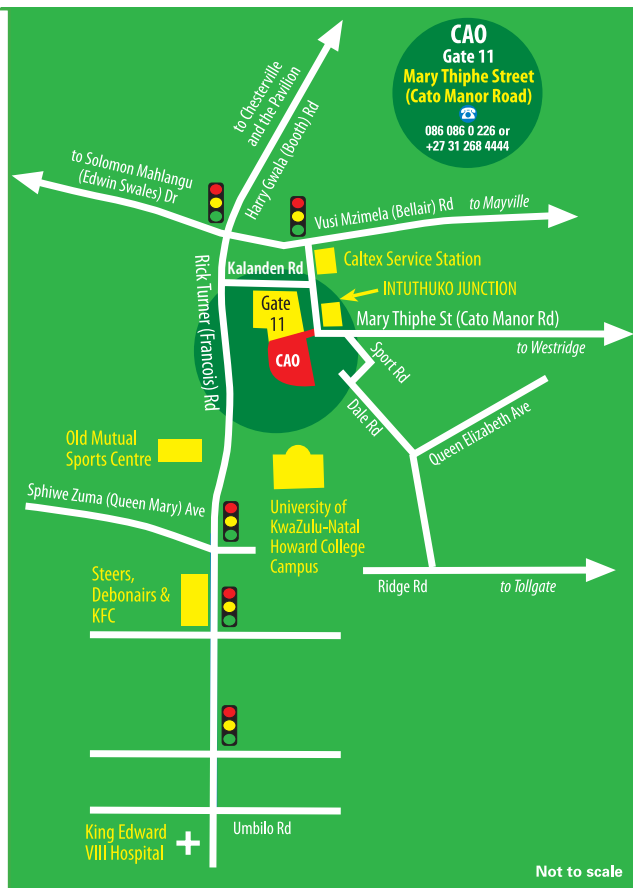 CAO
Gate 11
Mary Thiphe Street
(Cato Manor Road)
☎
086 086 0 226 or
+27 31 268 4444
to Chesterville
and the Pavilion
Harry Gwala (Booth) Rd
to Solomon Mahlangu
(Edwin Swales) Dr
Vusi Mzimela (Bellair) Rd
to Mayville
Caltex Service Station
Kalanden Rd
INTUTHUKO JUNCTION
Gate
11
Mary Thiphe St (Cato Manor Rd)
to Westridge
CAO
Rick Turner (Francois) Rd
Sport Rd
Dale Rd
Queen Elizabeth Ave
Old Mutual
Sports Centre
Sphiwe Zuma (Queen Mary) Ave
University of
KwaZulu-Natal
Howard College
Campus
Steers,
Debonairs &
KFC
Ridge Rd
to Tollgate
King Edward
VIII Hospital
Umbilo Rd
Not to scale